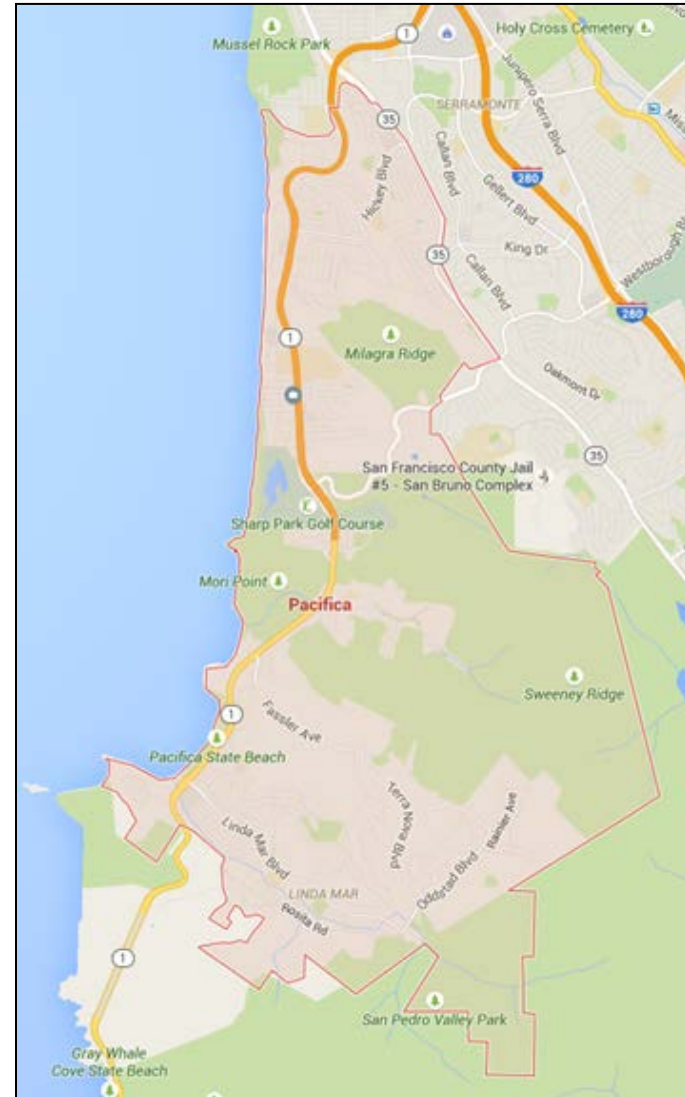 Mussel Rock Park
1
Holy Cross Cemetery
Junipero Serra Blvd
SERRAMONTE
35
Callan Blvd
Hickey Blvd
280
Gellert Blvd
King Dr
35
Callan Blvd
280
1
Milagra Ridge
Oakmont Dr
35
San Francisco County Jail
#5 - San Bruno Complex
Sharp Park Golf Course
Mori Point
Pacifica
Sweeney Ridge
1
Fassler Ave
Pacifica State Beach
Terra Nova Blvd
Rainier Ave
Linda Mar Blvd
Oddstad Blvd
LINDA MAR
Rosita Rd
1
San Pedro Valley Park
Gray Whale
Cove State Beach